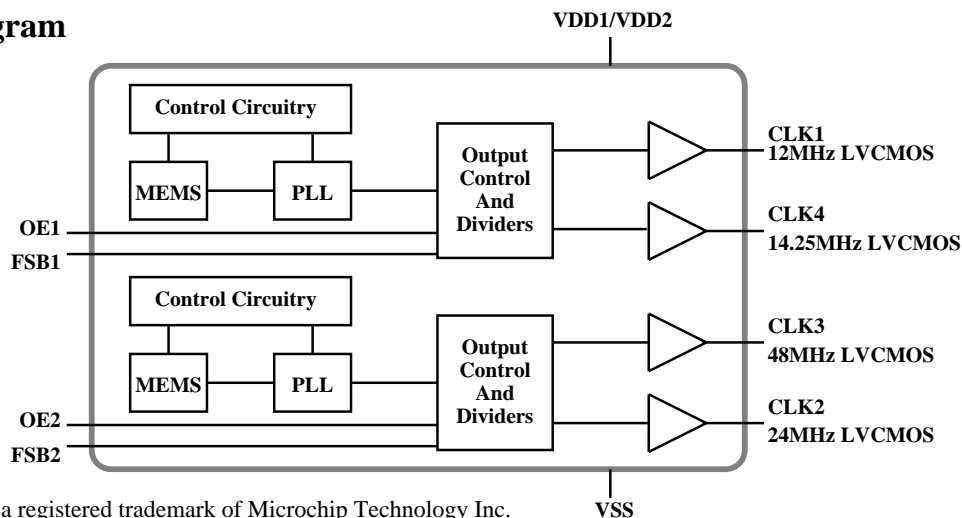 VDD1/VDD2
Control Circuitry
MEMS
PLL
Output
Control
And
Dividers
CLK1
12MHz LVCMOS
CLK4
14.25MHz LVCMOS
OE1
FSB1
Control Circuitry
MEMS
PLL
Output
Control
And
Dividers
CLK3
48MHz LVCMOS
CLK2
24MHz LVCMOS
OE2
FSB2
VSS
a registered trademark of Microchip Technology Inc.